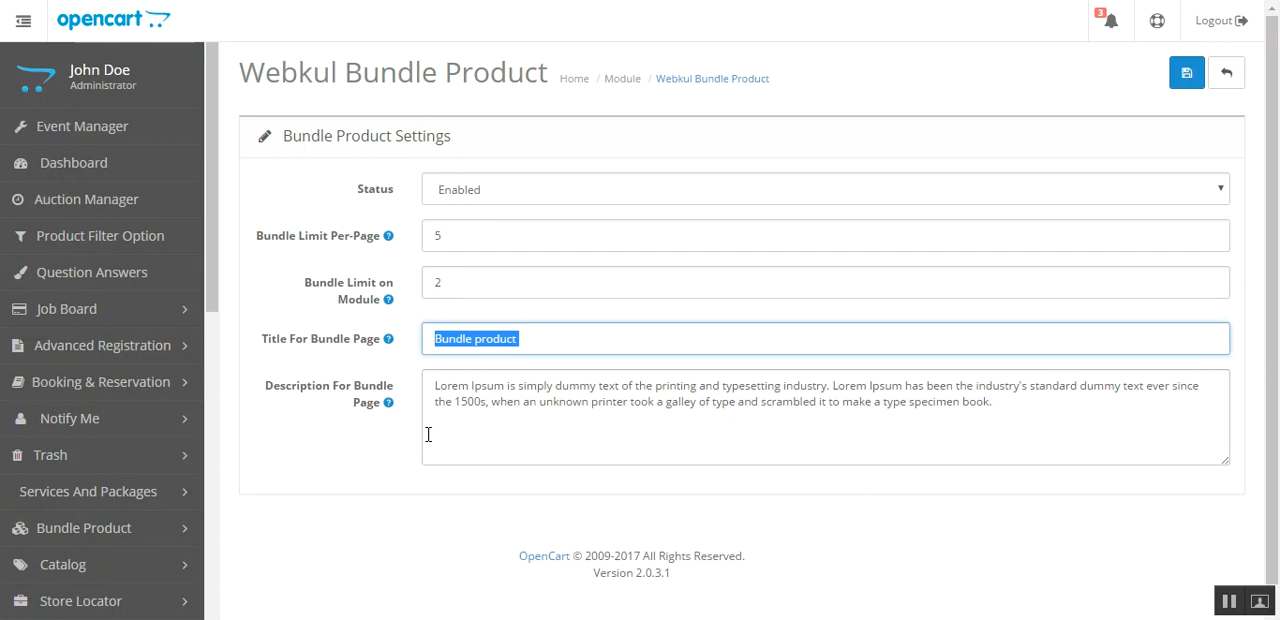 opencart
3
Logout
John Doe
Administrator
Event Manager
Dashboard
Auction Manager
Product Filter Option
Question Answers
Job Board
Advanced Registration
Booking & Reservation
Notify Me
Trash
Services And Packages
Bundle Product
Catalog
Store Locator
Webkul Bundle Product
Home / Module / Webkul Bundle Product
Bundle Product Settings
Status
Enabled
Bundle Limit Per-Page
5
Bundle Limit on
Module
2
Title For Bundle Page
Bundle product
Description For Bundle
Page
Lorem Ipsum is simply dummy text of the printing and typesetting industry. Lorem Ipsum has been the industry's standard dummy text ever since
the 1500s, when an unknown printer took a galley of type and scrambled it to make a type specimen book.
OpenCart © 2009-2017 All Rights Reserved.
Version 2.0.3.1